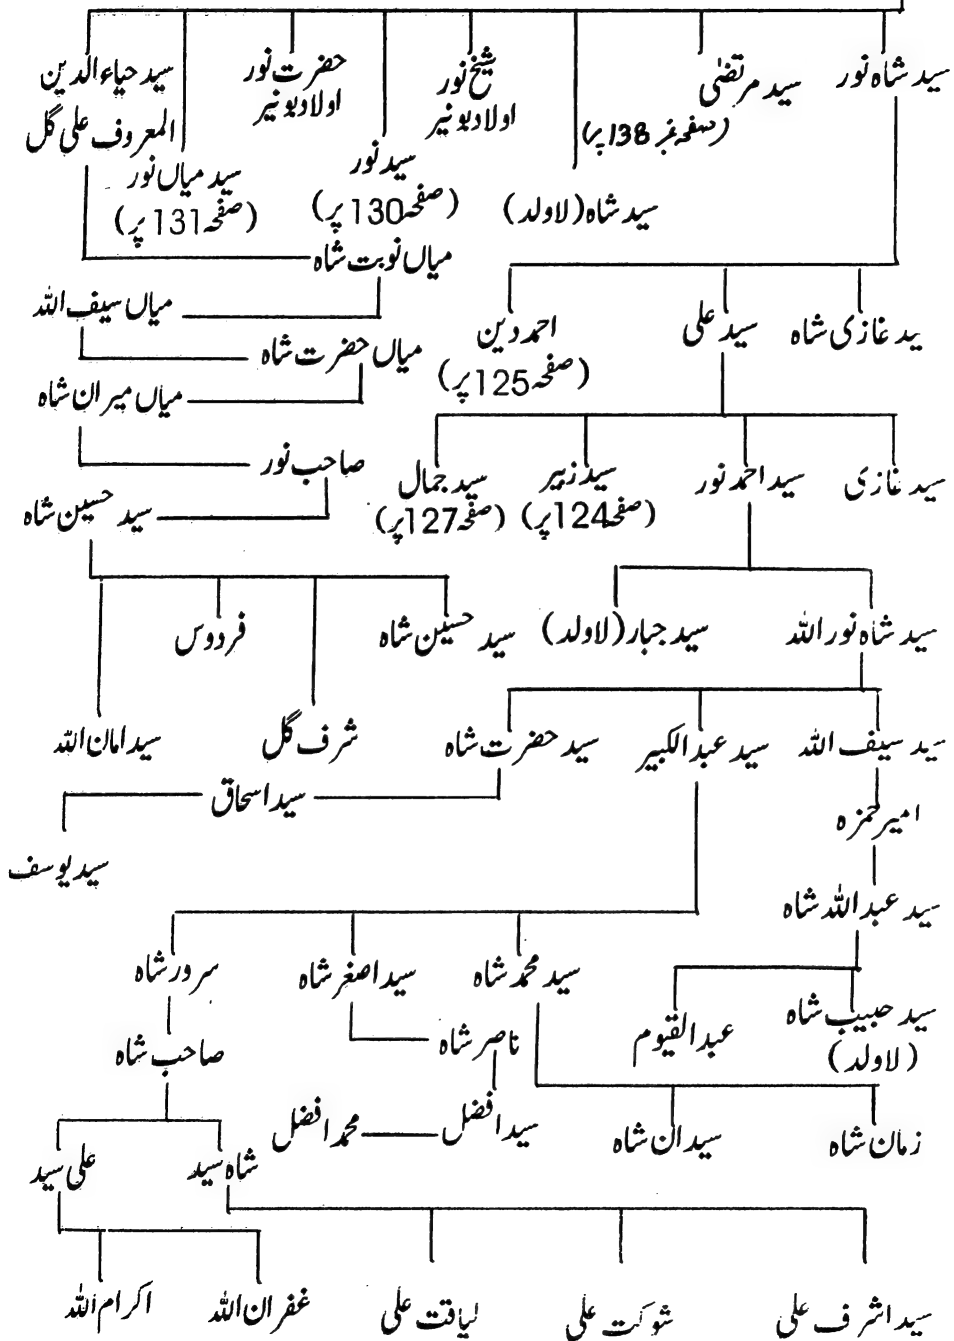 سید شاہ نور
سید مرتضیٰ
(صفحہ نمبر 138 پر)
سید شاہ (لاولد)
شیخ نور
اولاد بونیر
سید نور
(صفحہ 130 پر)
حضرت نور
اولاد بونیر
سید میاں نور
(صفحہ 131 پر)
سید حیاء الدین
المعروف علی گل
میاں نوبت شاہ
میاں سیف اللہ
میاں حضرت شاہ
میاں میران شاہ
صاحب نور
سید حسین شاہ
سید حسنین شاہ
شرف گل
فردوس
سید امان اللہ
ید غازی شاہ
سید علی
احمد دین
(صفحہ 125 پر)
سید غازی
سید احمد نور
سید زبیر
(صفحہ 124 پر)
سید جمال
(صفحہ 127 پر)
سید شاہ نور اللہ
سید جبار (لاولد)
سید سیف اللہ
سید عبدالکبیر
سید حضرت شاہ
سید اسحاق
سید یوسف
امیر حمزہ
سید عبداللہ شاہ
سید حبیب شاہ
(لاولد)
عبدالقیوم
سید محمد شاہ
سید اصغر شاہ
سرور شاہ
ناصر شاہ
صاحب شاہ
زمان شاہ
سیدان شاہ
سید افضل
محمد افضل
شاہ سید
علی سید
سید اشرف علی
شوکت علی
لیاقت علی
غفران اللہ
اکرام اللہ